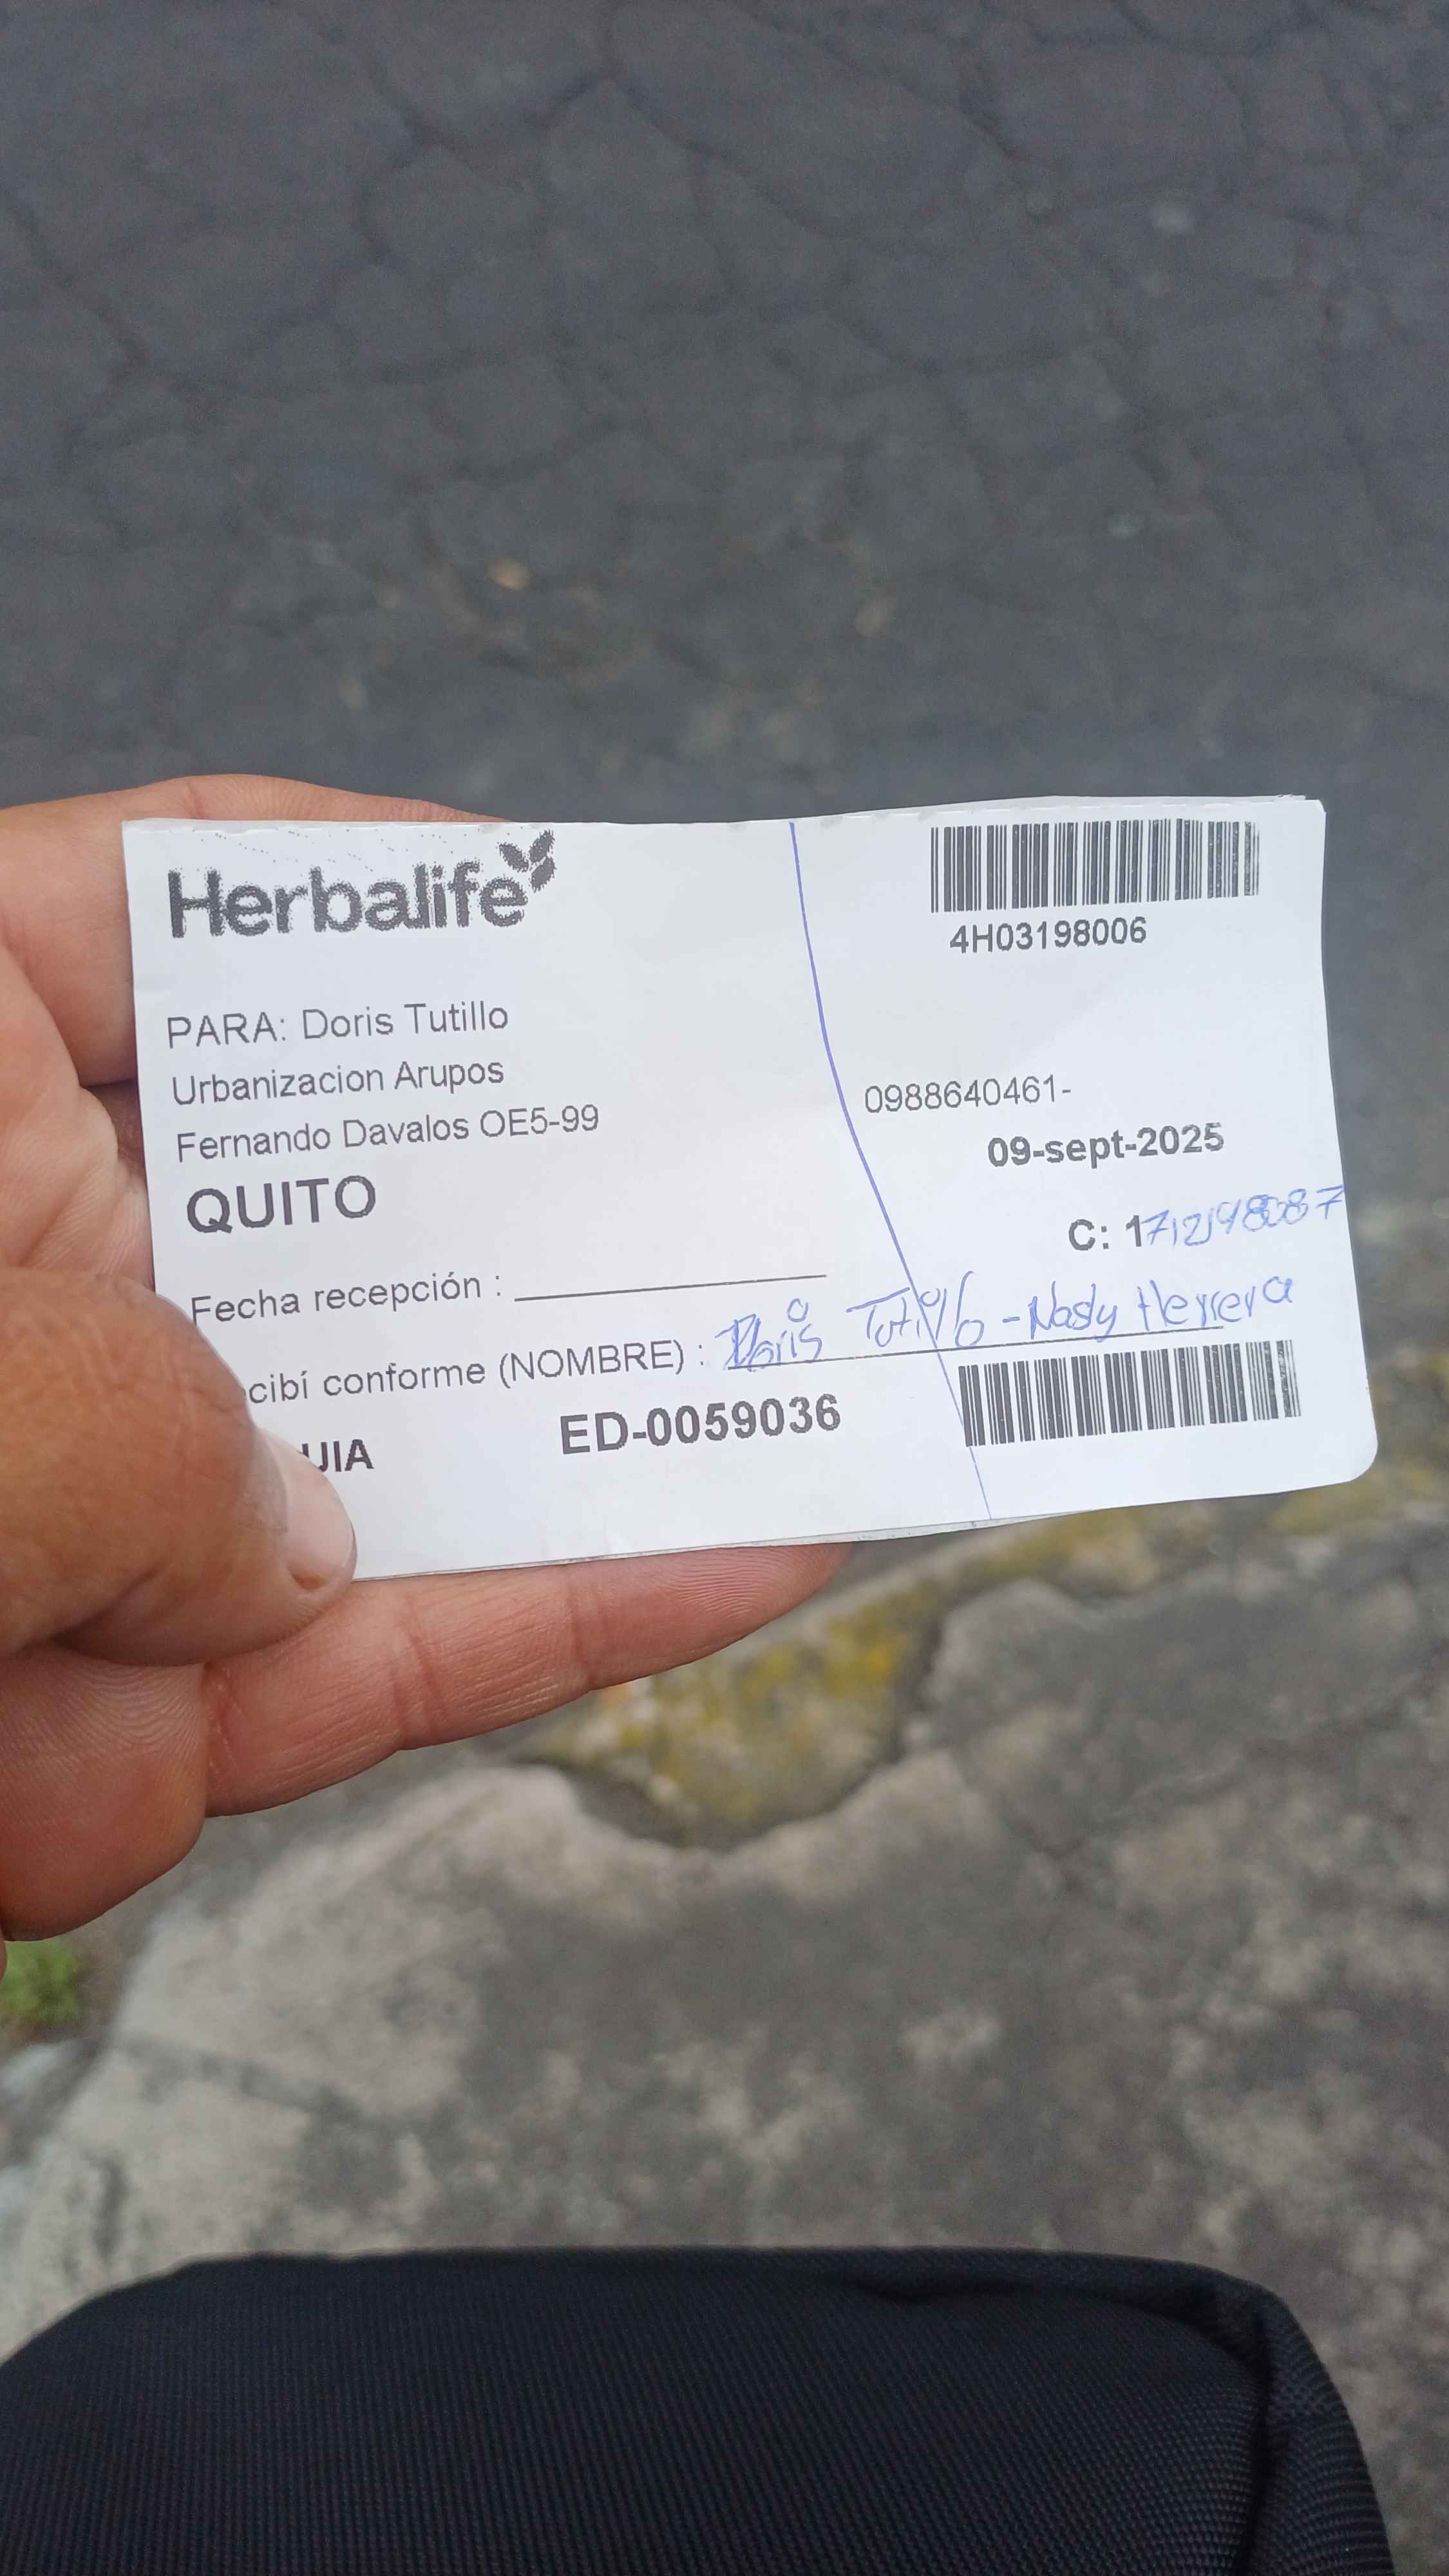 Herbalife
4H03198006
PARA: Doris Tutillo
Urbanizacion Arupos
Fernando Davalos OE5-99
QUITO
0988640461-
09-sept-2025
C: 1
Fecha recepción :
cibí conforme (NOMBRE) : Doris Tutillo - Nasly Herrera
UIA
ED-0059036